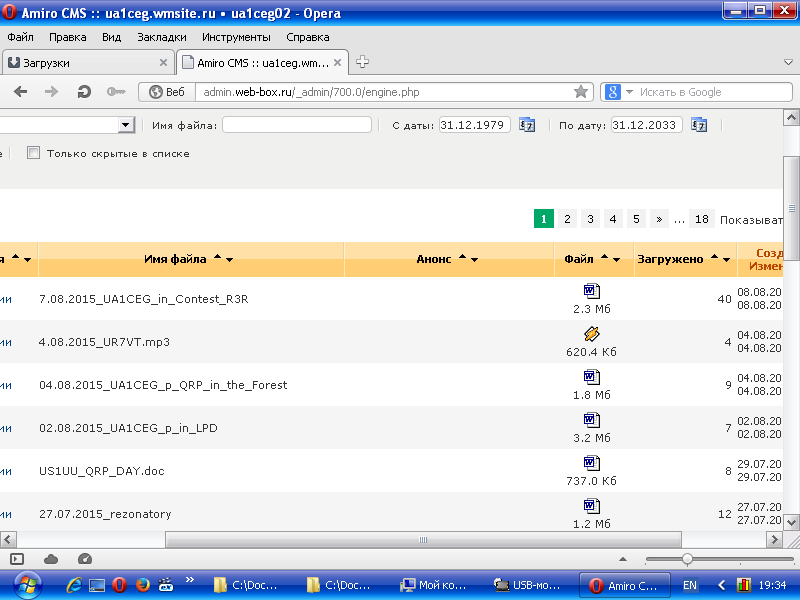 Amiro CMS :: ua1ceg.wmsite.ru • ua1ceg02 - Opera
Файл Правка Вид Закладки Инструменты Справка
Загрузки Amiro CMS :: ua1ceg.wm...
Веб admin.web-box.ru/_admin/700.0/engine.php Искать в Google
Имя файла: С даты: 31.12.1979 По дату: 31.12.2033
Только скрытые в списке
1 2 3 4 5 » ... 18 Показыват
Имя файла Анонс Файл Загружено Созд
Измен
ии 7.08.2015_UA1CEG_in_Contest_R3R 2.3 Мб 40 08.08.20
08.08.20
ии 4.08.2015_UR7VT.mp3 620.4 Кб 4 04.08.20
04.08.20
ии 04.08.2015_UA1CEG_p_QRP_in_the_Forest 1.8 Мб 9 04.08.20
04.08.20
ии 02.08.2015_UA1CEG_p_in_LPD 3.2 Мб 7 02.08.20
02.08.20
ии US1UU_QRP_DAY.doc 737.0 Кб 8 29.07.20
29.07.20
ии 27.07.2015_rezonatory 1.2 Мб 12 27.07.20
27.07.20
C:\Doc... C:\Doc... Мой ко... USB-мо... Amiro C... EN 19:34